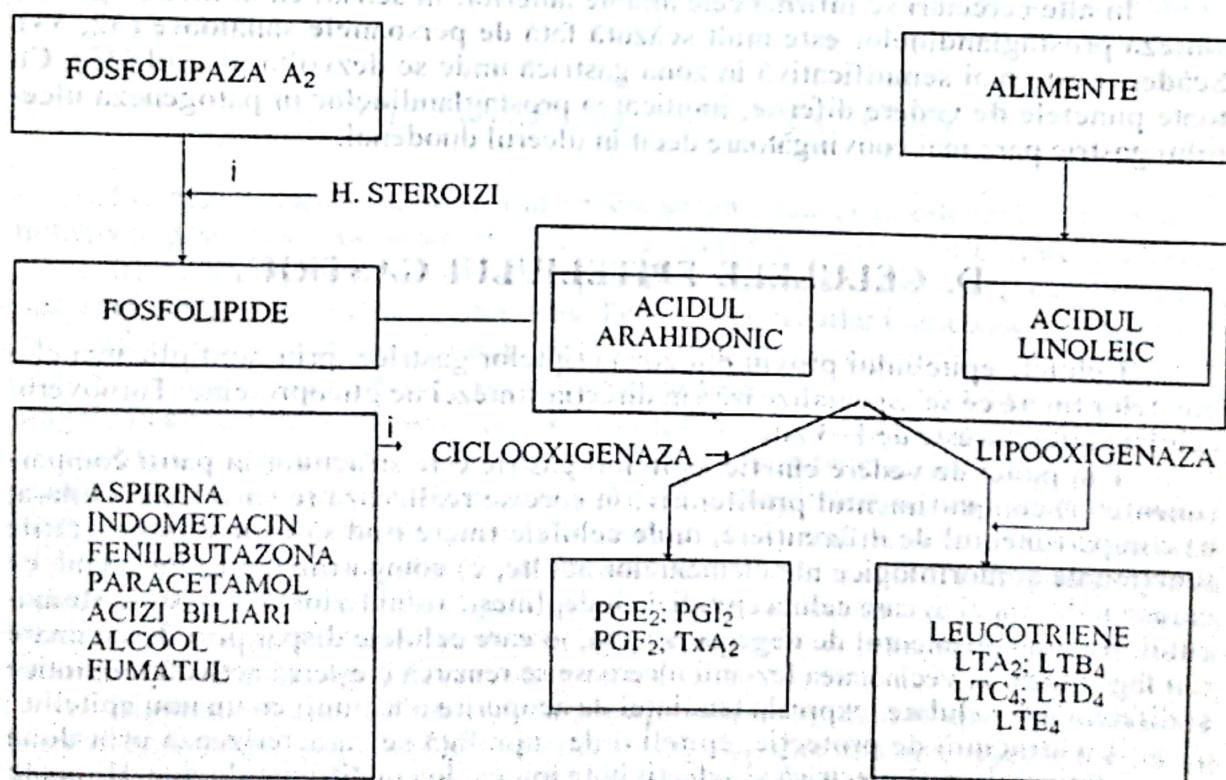 FOSFOLIPAZA A₂
ALIMENTE
i
H. STEROIZI
FOSFOLIPIDE
ACIDUL
ARAHIDONIC
ACIDUL
LINOLEIC
i
CICLOOXIGENAZA
LIPOOXIGENAZA
ASPIRINA
INDOMETACIN
FENILBUTAZONA
PARACETAMOL
ACIZI BILIARI
ALCOOL
FUMATUL
PGE₂; PGI₂
PGF₂; TxA₂
LEUCOTRIENE
LTA₂; LTB₄
LTC₄; LTD₄
LTE₄